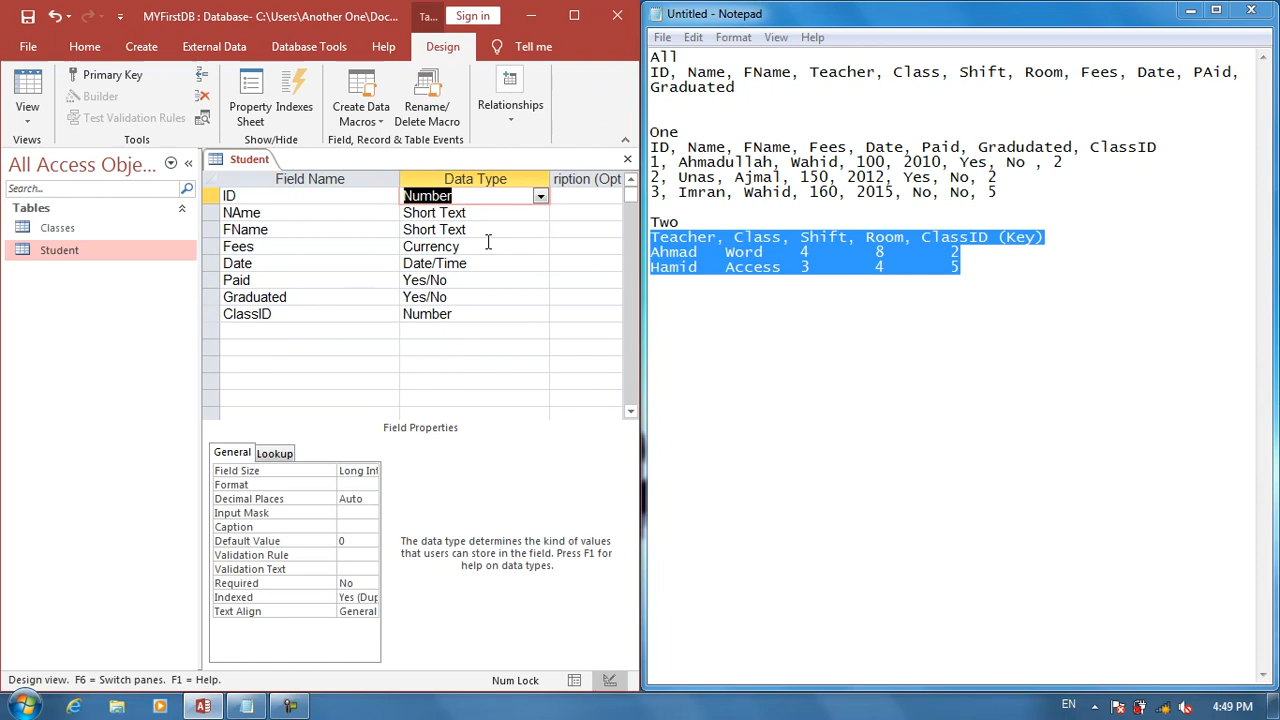 MYFirstDB : Database- C:\Users\Another One\Doc...
Ta...
Sign in
File Home Create External Data Database Tools Help Design Tell me
View
Views
Primary Key
Builder
Test Validation Rules
Tools
Property Sheet
Indexes
Show/Hide
Create Data Macros
Rename/ Delete Macro
Field, Record & Table Events
Relationships
All Access Obje...
Search...
Tables
Classes
Student
Student
Field Name Data Type ription (Opt
ID Number
NAme Short Text
FName Short Text
Fees Currency
Date Date/Time
Paid Yes/No
Graduated Yes/No
ClassID Number
Field Properties
General Lookup
Field Size Long Int
Format
Decimal Places Auto
Input Mask
Caption
Default Value 0
Validation Rule
Validation Text
Required No
Indexed Yes (Dup
Text Align General
The data type determines the kind of values
that users can store in the field. Press F1 for
help on data types.
Design view. F6 = Switch panes. F1 = Help.
Num Lock
Untitled - Notepad
File Edit Format View Help
All
ID, Name, FName, Teacher, Class, Shift, Room, Fees, Date, PAid,
Graduated
One
ID, Name, FName, Fees, Date, Paid, Gradudated, ClassID
1, Ahmadullah, Wahid, 100, 2010, Yes, No , 2
2, Unas, Ajmal, 150, 2012, Yes, No, 2
3, Imran, Wahid, 160, 2015, No, No, 5
Two
Teacher, Class, Shift, Room, ClassID (Key)
Ahmad Word 4 8 2
Hamid Access 3 4 5
EN
4:49 PM